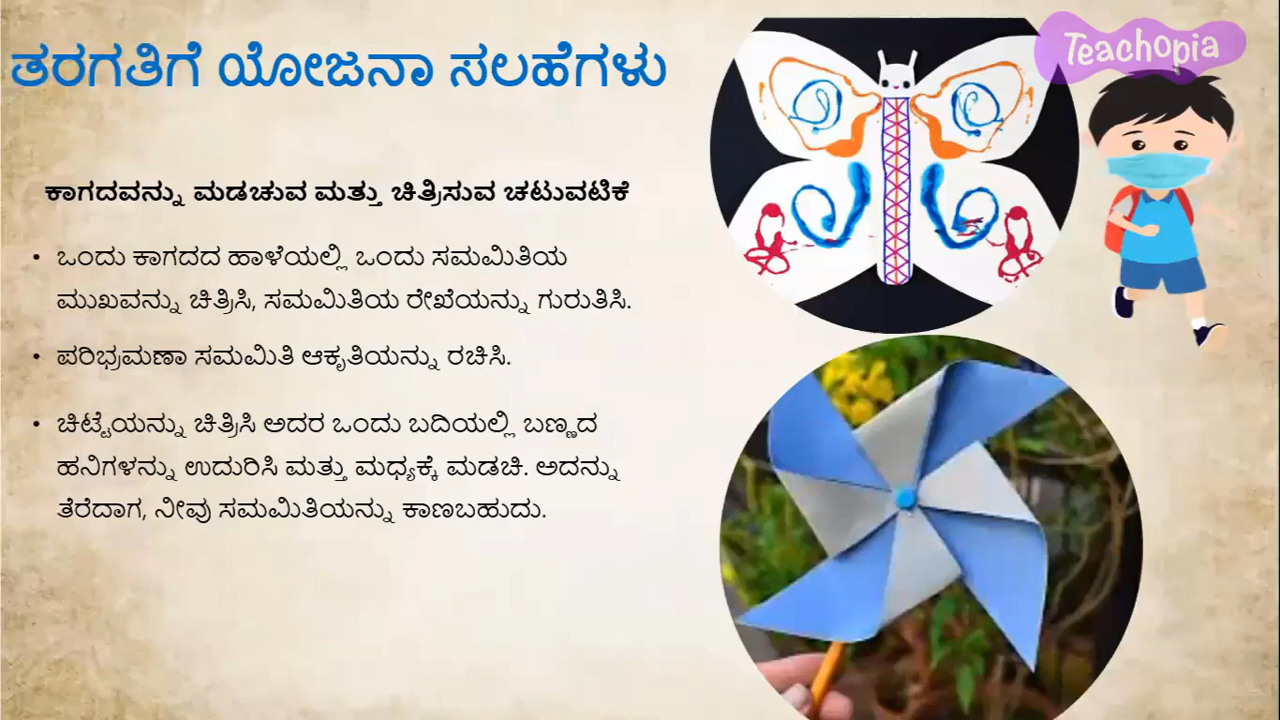 ತರಗತಿಗೆ ಯೋಜನಾ ಸಲಹೆಗಳು
Teachopia
ಕಾಗದವನ್ನು ಮಡಚುವ ಮತ್ತು ಚಿತ್ರಿಸುವ ಚಟುವಟಿಕೆ
• ಒಂದು ಕಾಗದದ ಹಾಳೆಯಲ್ಲಿ ಒಂದು ಸಮಮಿತಿಯ
ಮುಖವನ್ನು ಚಿತ್ರಿಸಿ, ಸಮಮಿತಿಯ ರೇಖೆಯನ್ನು ಗುರುತಿಸಿ.
• ಪರಿಭ್ರಮಣಾ ಸಮಮಿತಿ ಆಕೃತಿಯನ್ನು ರಚಿಸಿ.
• ಚಿಟ್ಟೆಯನ್ನು ಚಿತ್ರಿಸಿ ಅದರ ಒಂದು ಬದಿಯಲ್ಲಿ ಬಣ್ಣದ
ಹನಿಗಳನ್ನು ಉದುರಿಸಿ ಮತ್ತು ಮಧ್ಯಕ್ಕೆ ಮಡಚಿ. ಅದನ್ನು
ತೆರೆದಾಗ, ನೀವು ಸಮಮಿತಿಯನ್ನು ಕಾಣಬಹುದು.